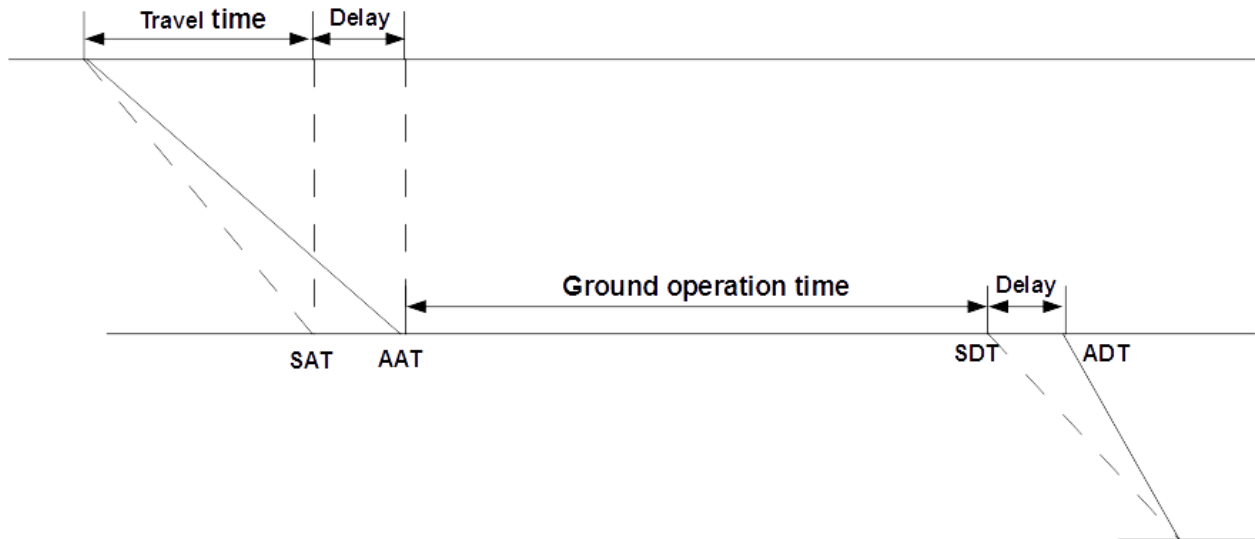 Travel time
Delay
Ground operation time
Delay
SAT
AAT
SDT
ADT